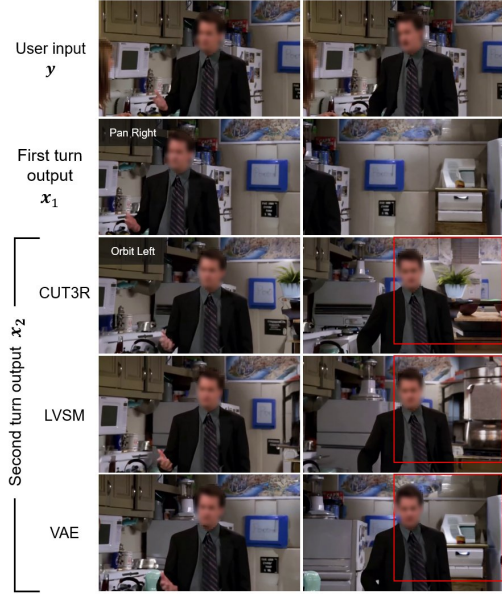 User input
y
Pan Right
First turn
output
x₁
Orbit Left
CUT3R
Second turn output x₂
LVSM
VAE